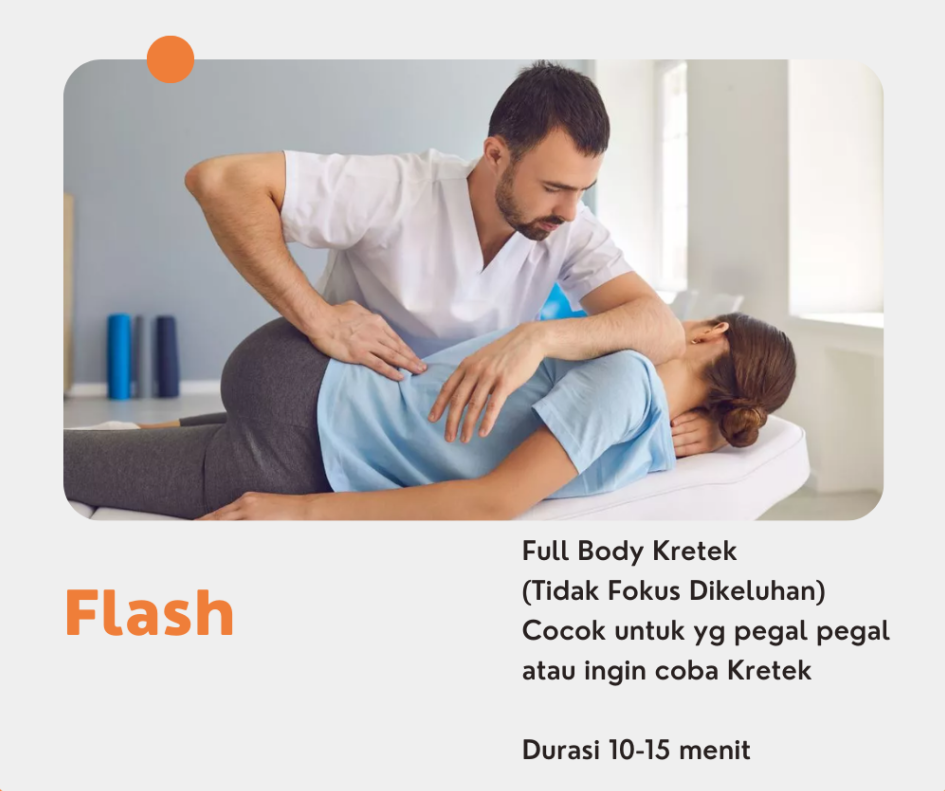 Flash
Full Body Kretek
(Tidak Fokus Dikeluhan)
Cocok untuk yg pegal pegal
atau ingin coba Kretek
Durasi 10-15 menit